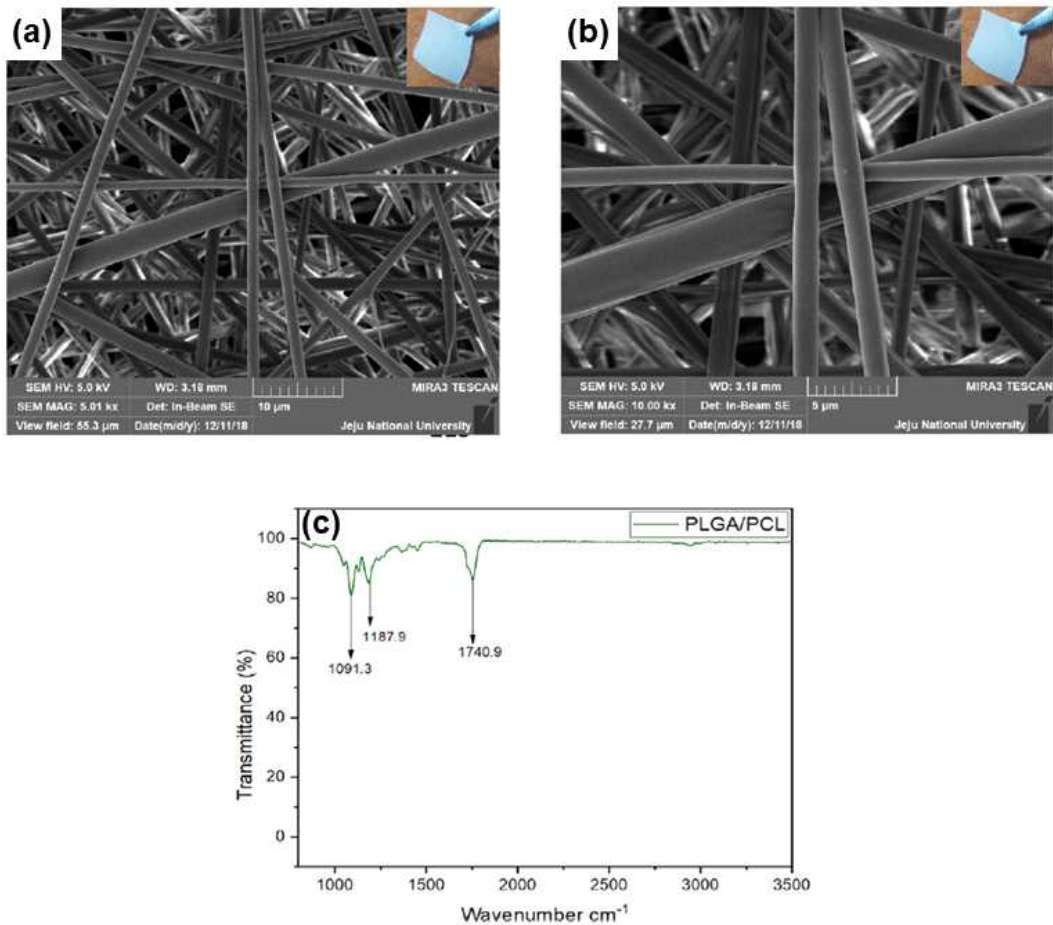 (a)
SEM HV: 5.0 kV WD: 3.18 mm MIRA3 TESCAN
SEM MAG: 5.01 kx Det: In-Beam SE 10 µm
View field: 55.3 µm Date(m/d/y): 12/11/18 Jeju National University
(b)
SEM HV: 5.0 kV WD: 3.18 mm MIRA3 TESCAN
SEM MAG: 10.00 kx Det: In-Beam SE 5 µm
View field: 27.7 µm Date(m/d/y): 12/11/18 Jeju National University
(c)
PLGA/PCL
100
80
60
40
20
0
Transmittance (%)
1091.3
1187.9
1740.9
1000 1500 2000 2500 3000 3500
Wavenumber cm⁻¹